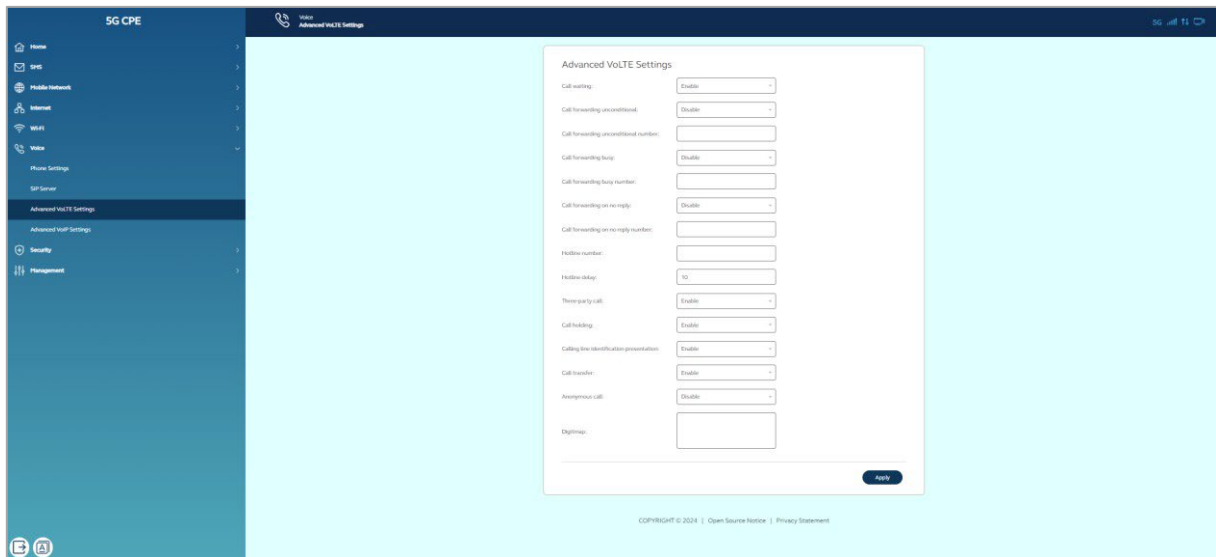 5G CPE
Home
SMS
Mobile Network
Internet
Wi-Fi
Voice
Phone Settings
SIP Server
Advanced VoLTE Settings
Advanced VoIP Settings
Security
Management
Voice
Advanced VoLTE Settings
5G
Advanced VoLTE Settings
Call waiting: Enable
Call forwarding unconditional: Disable
Call forwarding unconditional number:
Call forwarding busy: Disable
Call forwarding busy number:
Call forwarding on no reply: Disable
Call forwarding on no reply number:
Hotline number:
Hotline delay: 10
Three-party call: Enable
Call holding: Enable
Calling line identification presentation: Enable
Call transfer: Enable
Anonymous call: Disable
Digitmap:
Apply
COPYRIGHT © 2024 | Open Source Notice | Privacy Statement
A